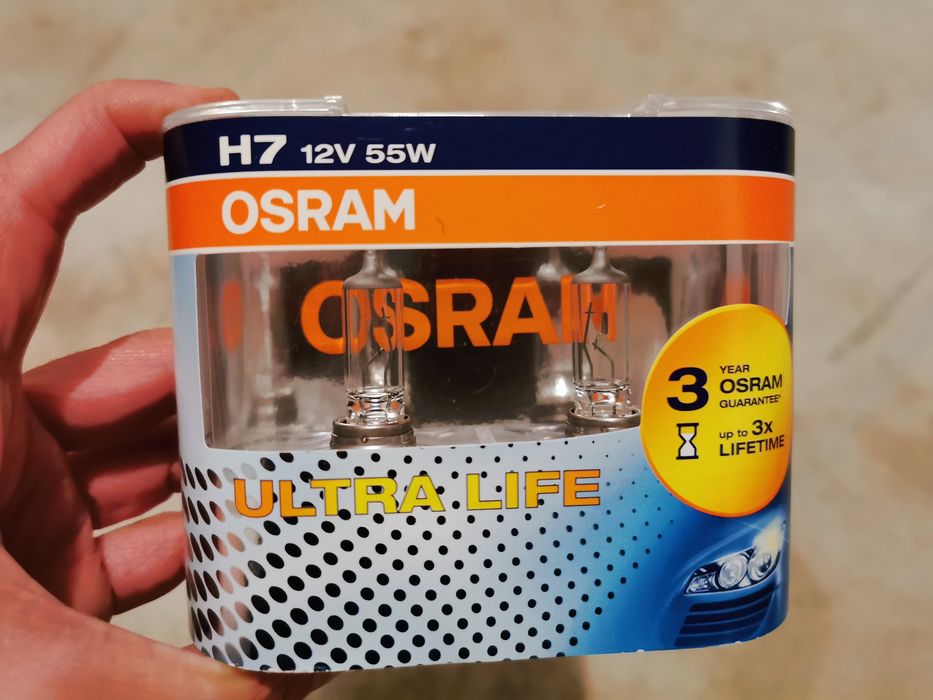 H7 12V 55W
OSRAM
OSRAM
3 YEAR
OSRAM
GUARANTEE*
up to 3x
LIFETIME
ULTRA LIFE